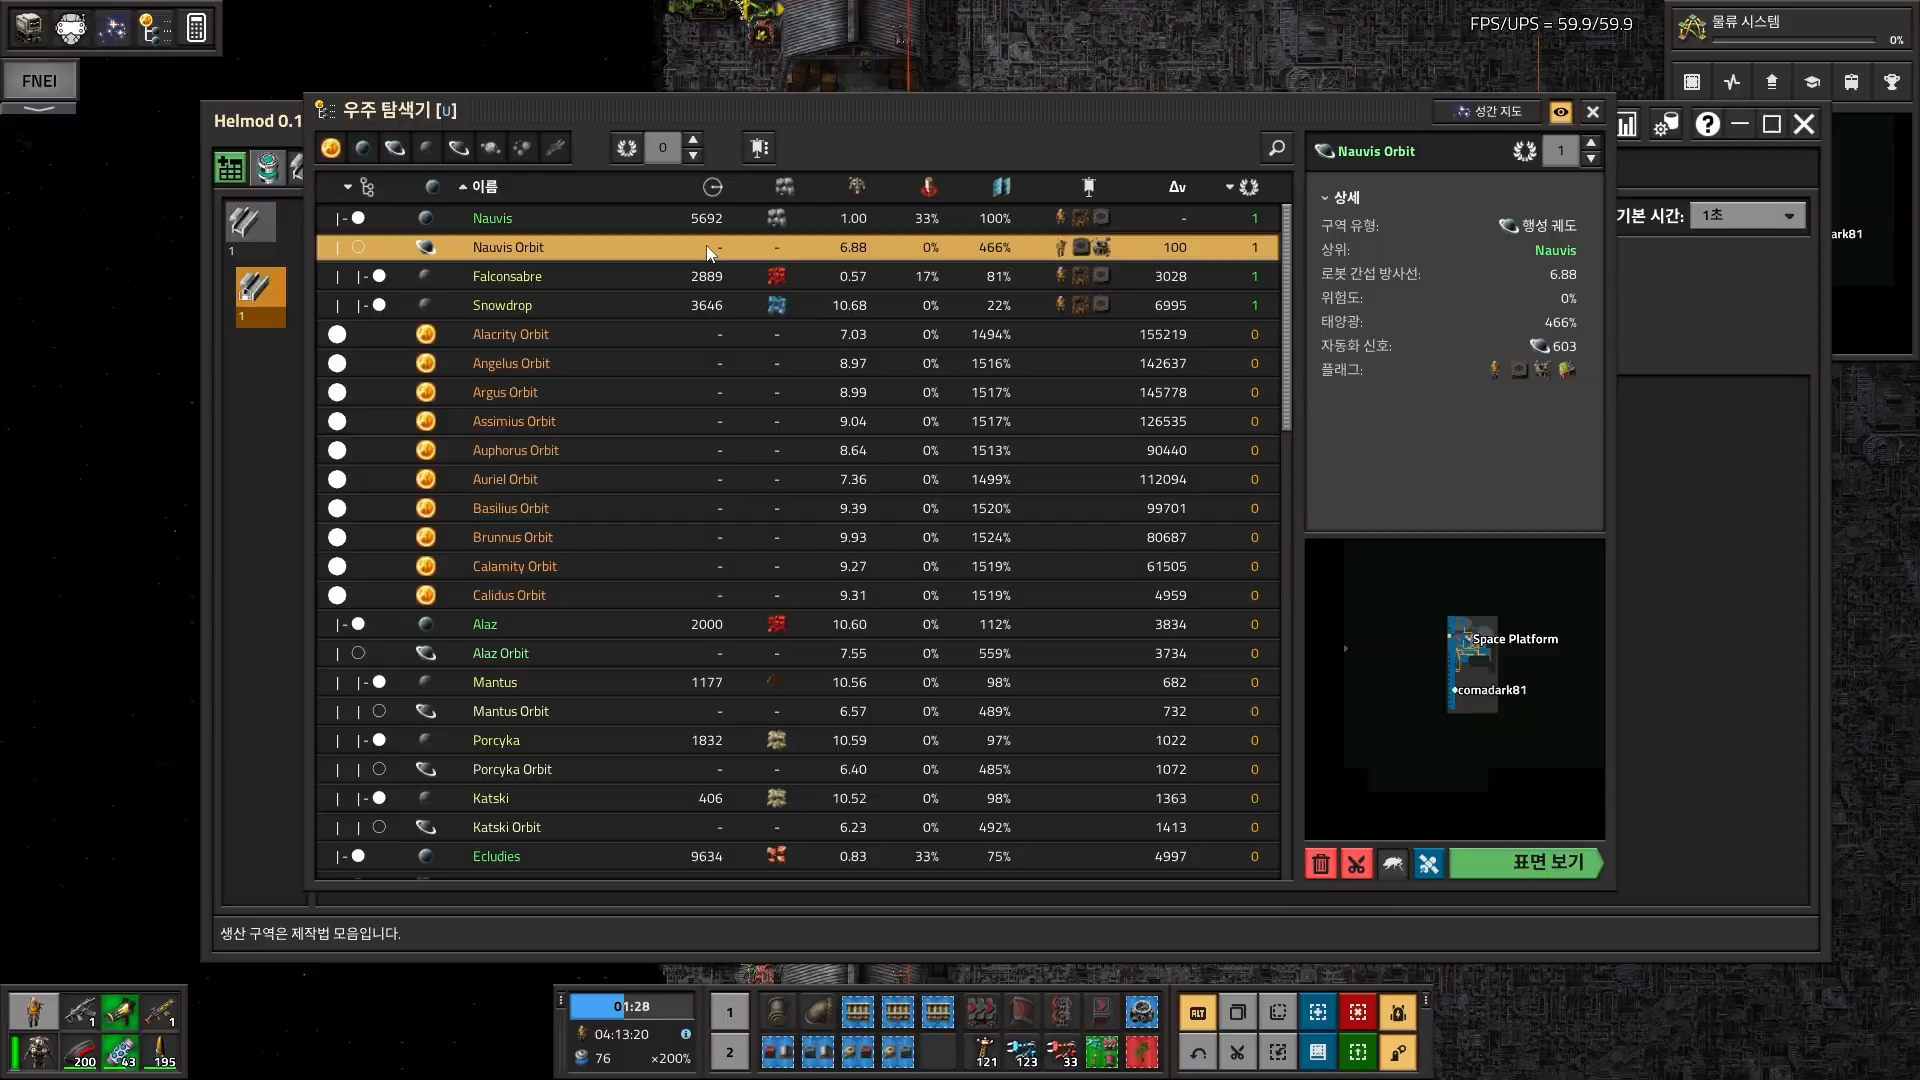 FPS/UPS = 59.9/59.9
물류 시스템
0%
FNEI
Helmod 0.1
우주 탐색기 [u]
성간 지도
0
Nauvis Orbit 1
이름 Δv
Nauvis 5692 1.00 33% 100% - 1
Nauvis Orbit - - 6.88 0% 466% 100 1
Falconsabre 2889 0.57 17% 81% 3028 1
Snowdrop 3646 10.68 0% 22% 6995 1
Alacrity Orbit - - 7.03 0% 1494% 155219 0
Angelus Orbit - - 8.97 0% 1516% 142637 0
Argus Orbit - - 8.99 0% 1517% 145778 0
Assimius Orbit - - 9.04 0% 1517% 126535 0
Auphorus Orbit - - 8.64 0% 1513% 90440 0
Auriel Orbit - - 7.36 0% 1499% 112094 0
Basilius Orbit - - 9.39 0% 1520% 99701 0
Brunnus Orbit - - 9.93 0% 1524% 80687 0
Calamity Orbit - - 9.27 0% 1519% 61505 0
Calidus Orbit - - 9.31 0% 1519% 4959 0
Alaz 2000 10.60 0% 112% 3834 0
Alaz Orbit - - 7.55 0% 559% 3734 0
Mantus 1177 10.56 0% 98% 682 0
Mantus Orbit - - 6.57 0% 489% 732 0
Porcyka 1832 10.59 0% 97% 1022 0
Porcyka Orbit - - 6.40 0% 485% 1072 0
Katski 406 10.52 0% 98% 1363 0
Katski Orbit - - 6.23 0% 492% 1413 0
Ecludies 9634 0.83 33% 75% 4997 0
상세
구역 유형: 행성 궤도
상위: Nauvis
로봇 간섭 방사선: 6.88
위험도: 0%
태양광: 466%
자동화 신호: 603
플래그:
기본 시간: 1초
ark81
1
1
Space Platform
comadark81
표면 보기
생산 구역은 제작법 모음입니다.
1 1
200 43 195
01:28
04:13:20
76 ×200%
1
2
121 123 33
ALT